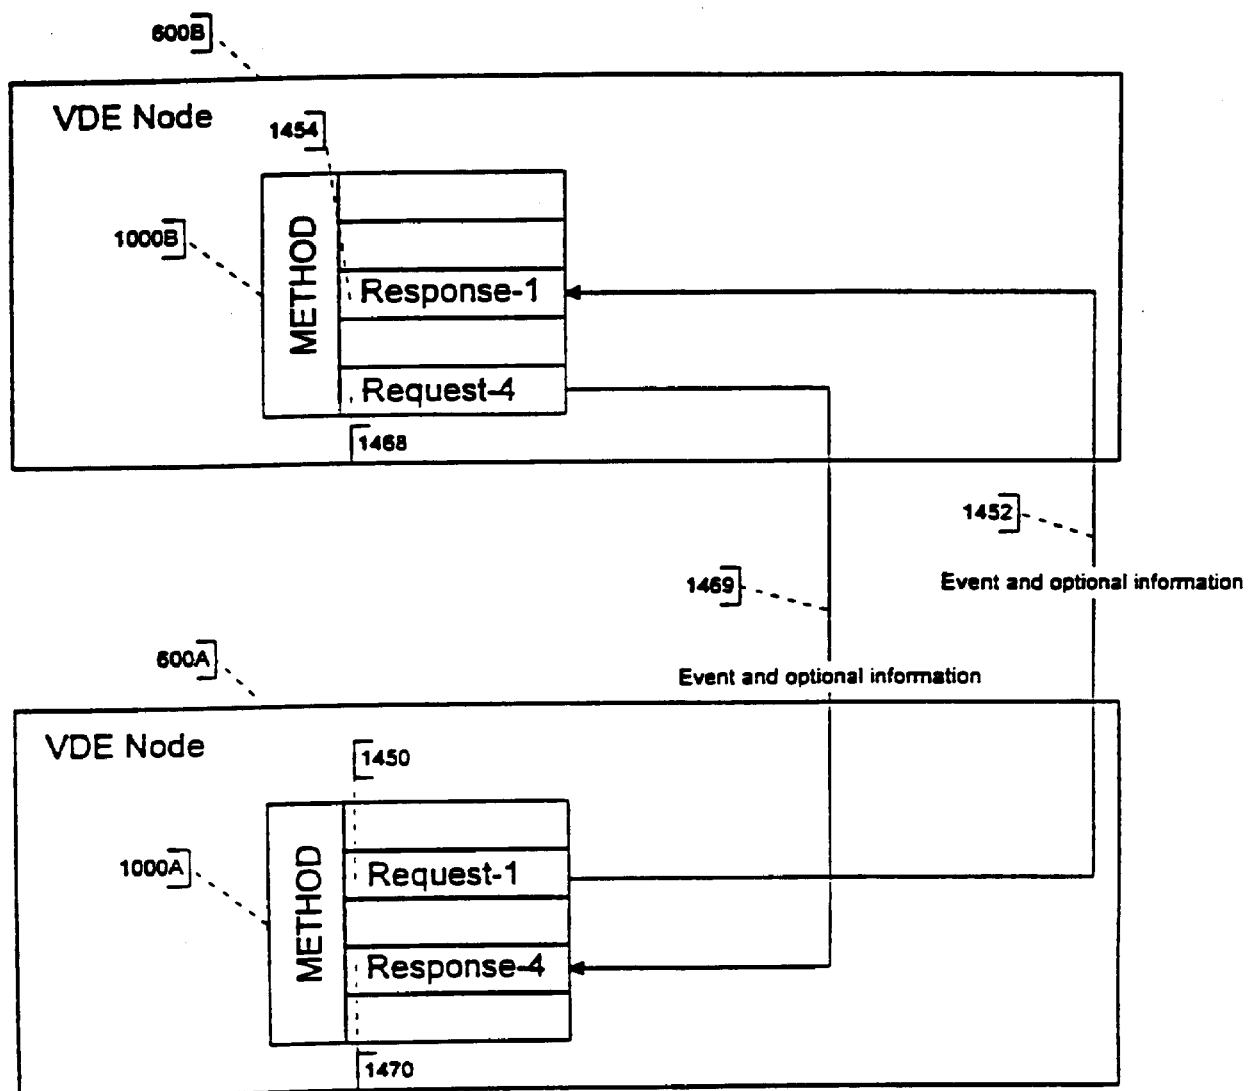 600B
VDE Node
1454
1000B
METHOD
Response-1
Request-4
1468
1452
Event and optional information
1469
600A
Event and optional information
VDE Node
1450
1000A
METHOD
Request-1
Response-4
1470